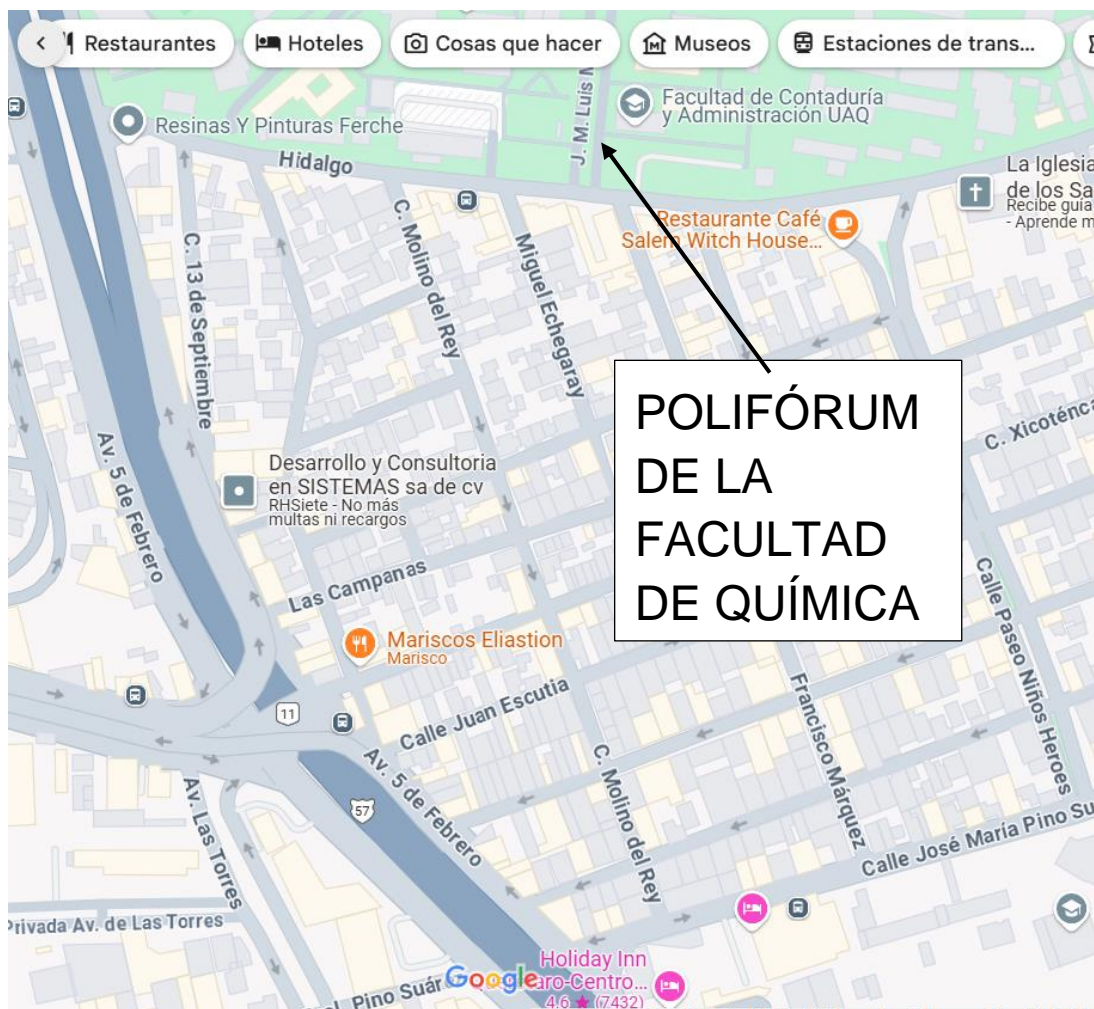 Restaurantes
Hoteles
Cosas que hacer
Museos
Estaciones de trans...
Resinas Y Pinturas Ferche
Facultad de Contaduría
y Administración UAQ
J. M. Luis
Hidalgo
La Iglesia
de los Sa
Recibe guía
- Aprende m
Restaurante Café
Salem Witch House...
C. 13 de Septiembre
C. Molino del Rey
Miguel Echegaray
POLIFÓRUM
DE LA
FACULTAD
DE QUÍMICA
C. Xicoténca
Av. 5 de Febrero
Desarrollo y Consultoria
en SISTEMAS sa de cv
RHSiete - No más
multas ni recargos
Las Campanas
Calle Paseo Niños Heroes
Mariscos Eliastion
Marisco
11
Calle Juan Escutia
Francisco Márquez
Av. 5 de Febrero
57
C. Molino del Rey
Av. Las Torres
Calle José María Pino Su
Privada Av. de Las Torres
Holiday Inn
Google
aro-Centro...
4.6 ★ (7432)
Pino Suár